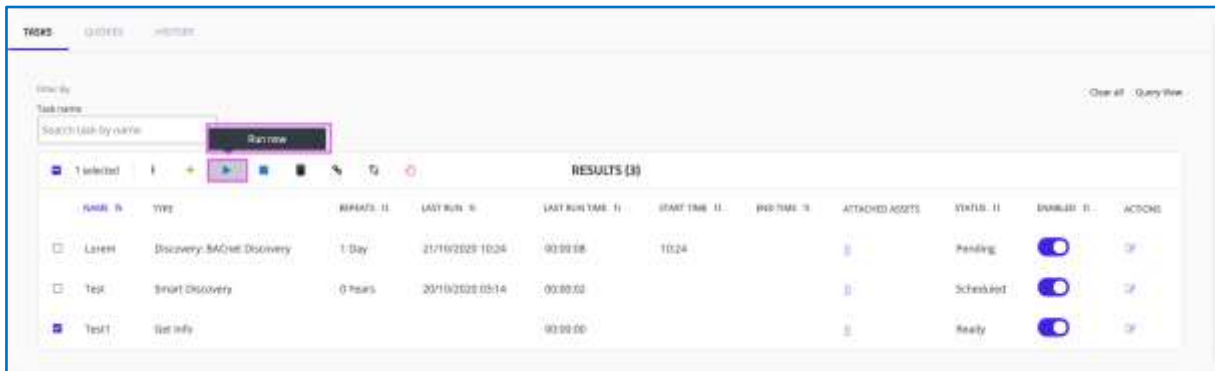 TASKS QUEUES HISTORY
Filter By
Clear all Query View
Task name
Search task by name
Run now
1 selected
RESULTS (3)
NAME TYPE REPEATS LAST RUN LAST RUN TIME START TIME END TIME ATTACHED ASSETS STATUS ENABLED ACTIONS
Lorem Discovery: BACnet Discovery 1 Day 21/10/2020 10:24 00:00:08 10:24 Pending
Test Smart Discovery 0 Years 20/10/2020 03:14 00:00:02 Scheduled
Test1 Get Info 00:00:00 Ready